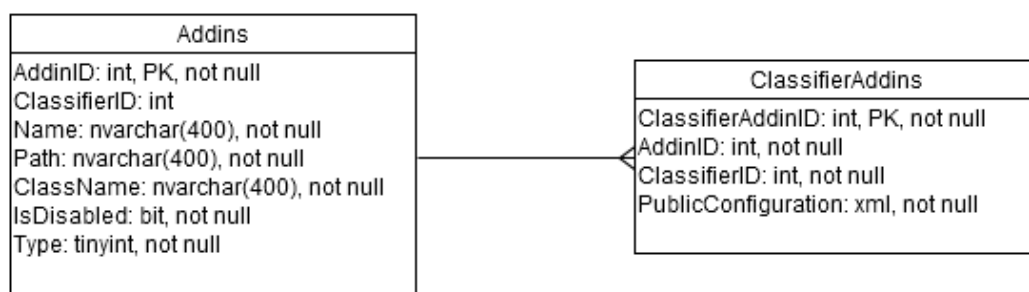 Addins
AddinID: int, PK, not null
ClassifierID: int
Name: nvarchar(400), not null
Path: nvarchar(400), not null
ClassName: nvarchar(400), not null
IsDisabled: bit, not null
Type: tinyint, not null
ClassifierAddins
ClassifierAddinID: int, PK, not null
AddinID: int, not null
ClassifierID: int, not null
PublicConfiguration: xml, not null